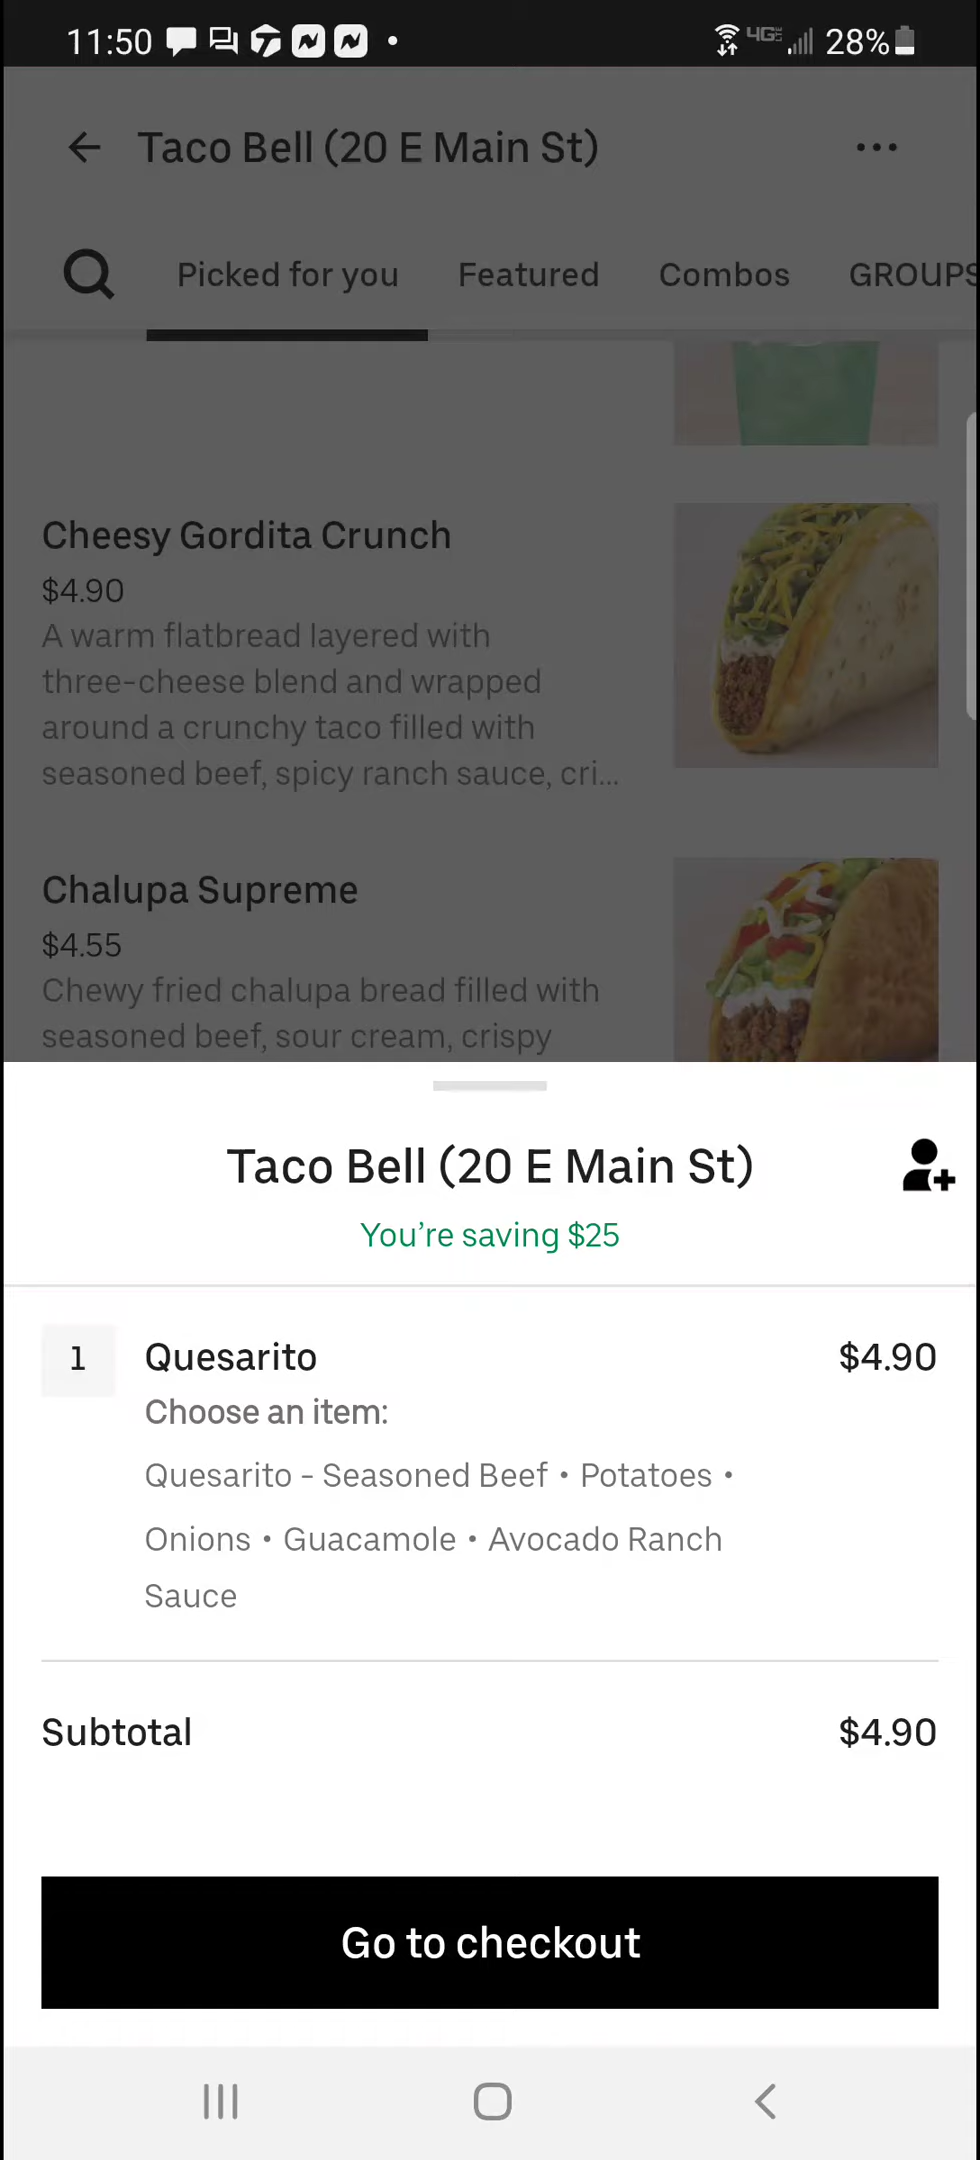 11:50
4G
28%
Taco Bell (20 E Main St)
Picked for you
Featured
Combos
GROUPS
Cheesy Gordita Crunch
$4.90
A warm flatbread layered with
three-cheese blend and wrapped
around a crunchy taco filled with
seasoned beef, spicy ranch sauce, cri...
Chalupa Supreme
$4.55
Chewy fried chalupa bread filled with
seasoned beef, sour cream, crispy
Taco Bell (20 E Main St)
You’re saving $25
1 Quesarito $4.90
Choose an item:
Quesarito - Seasoned Beef • Potatoes •
Onions • Guacamole • Avocado Ranch
Sauce
Subtotal $4.90
Go to checkout